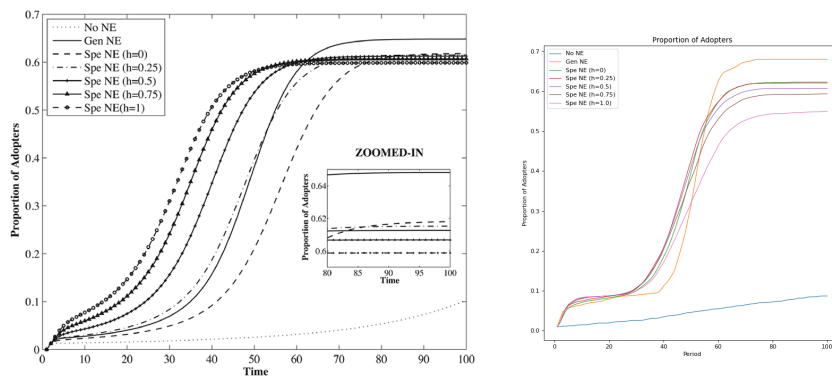 0.7
0.6
0.5
0.4
0.3
0.2
0.1
0
Proportion of Adopters
No NE
Gen NE
Spe NE (h=0)
Spe NE (h=0.25)
Spe NE (h=0.5)
Spe NE (h=0.75)
Spe NE(h=1)
ZOOMED-IN
Proportion of Adopters
0.64
0.62
0.6
80 85 90 95 100
Time
0 10 20 30 40 50 60 70 80 90 100
Time
Proportion of Adopters
No NE
Gen NE
Spe NE (h=0)
Spe NE (h=0.25)
Spe NE (h=0.5)
Spe NE (h=0.75)
Spe NE (h=1.0)
Proportion of Adopters
0.7
0.6
0.5
0.4
0.3
0.2
0.1
0.0
0 20 40 60 80 100
Period